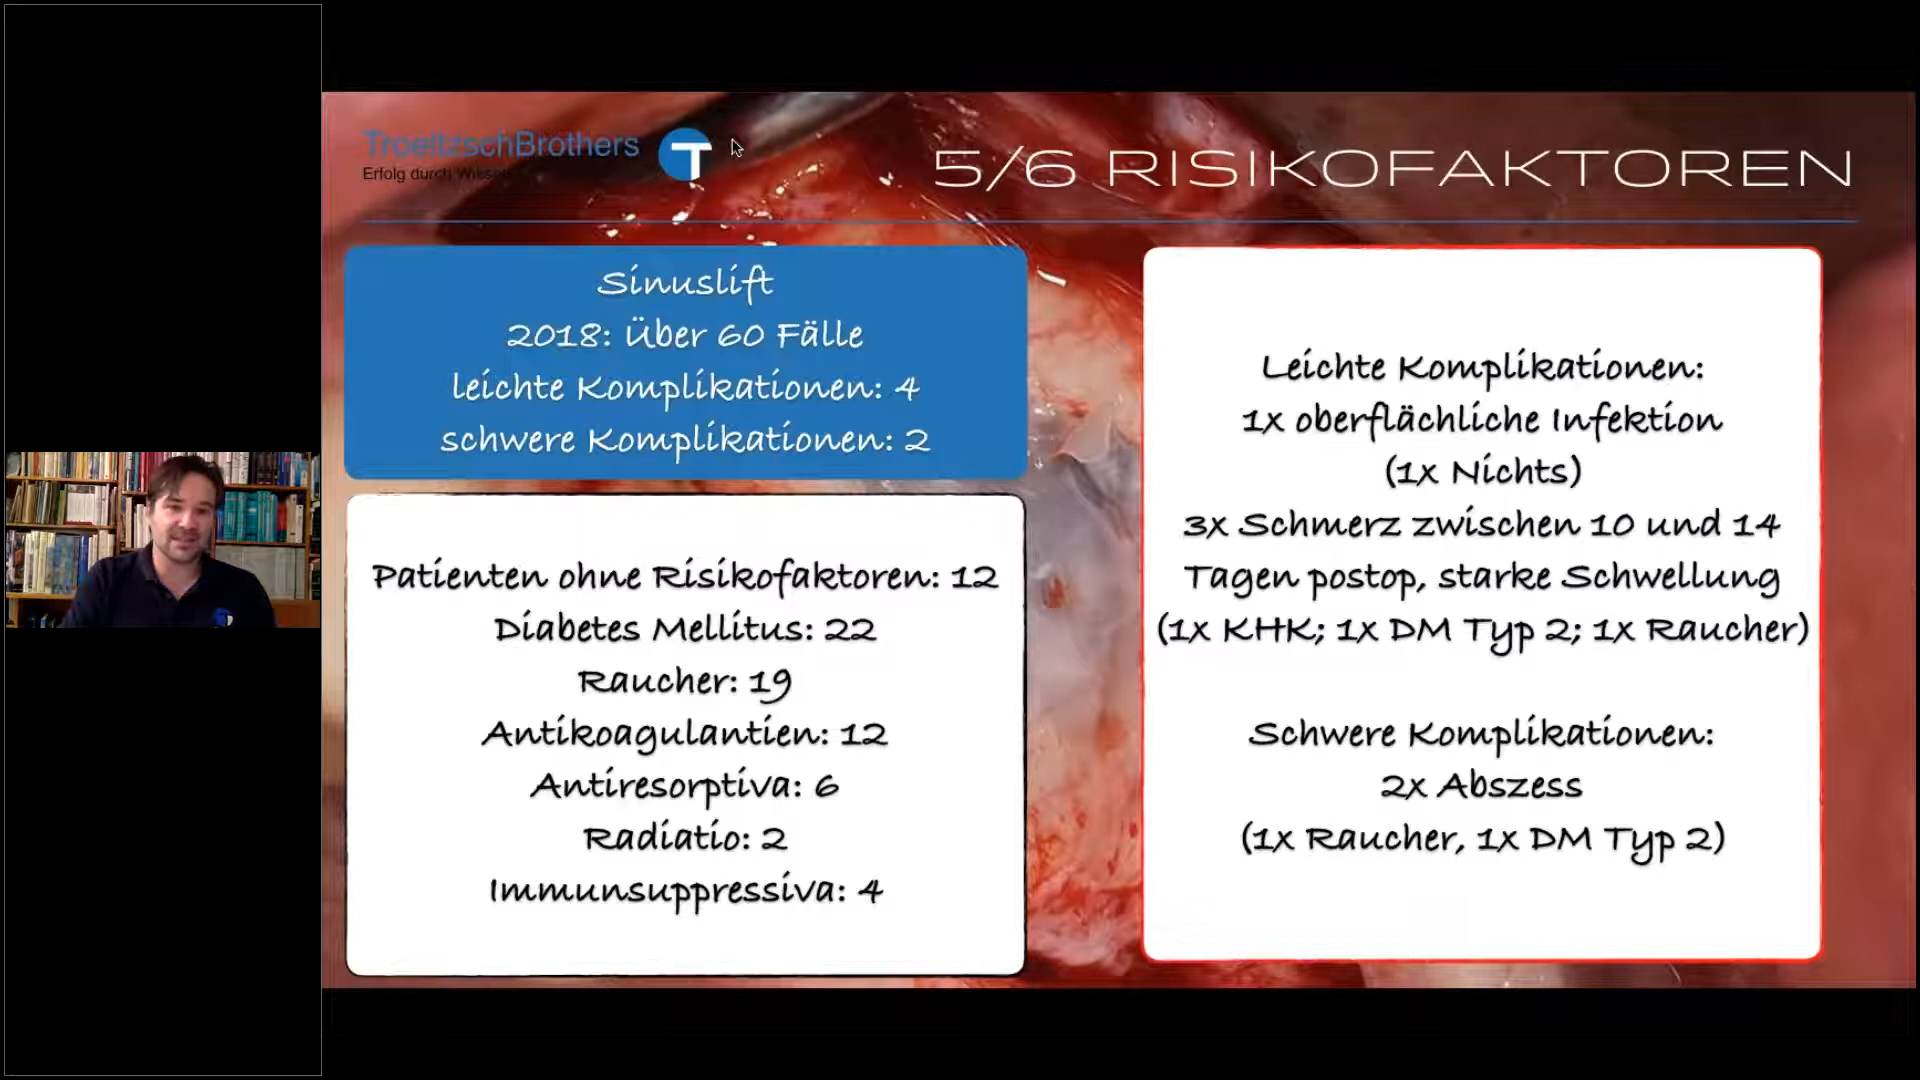 TroeltzschBrothers
Erfolg durch Wissen
T
5/6 RISIKOFAKTOREN
Sinuslift
2018: Über 60 Fälle
leichte Komplikationen: 4
schwere Komplikationen: 2
Patienten ohne Risikofaktoren: 12
Diabetes Mellitus: 22
Raucher: 19
Antikoagulantien: 12
Antiresorptiva: 6
Radiatio: 2
Immunsuppressiva: 4
Leichte Komplikationen:
1x oberflächliche Infektion
(1x Nichts)
3x Schmerz zwischen 10 und 14
Tagen postop, starke Schwellung
(1x KHK; 1x DM Typ 2; 1x Raucher)
Schwere Komplikationen:
2x Abszess
(1x Raucher, 1x DM Typ 2)